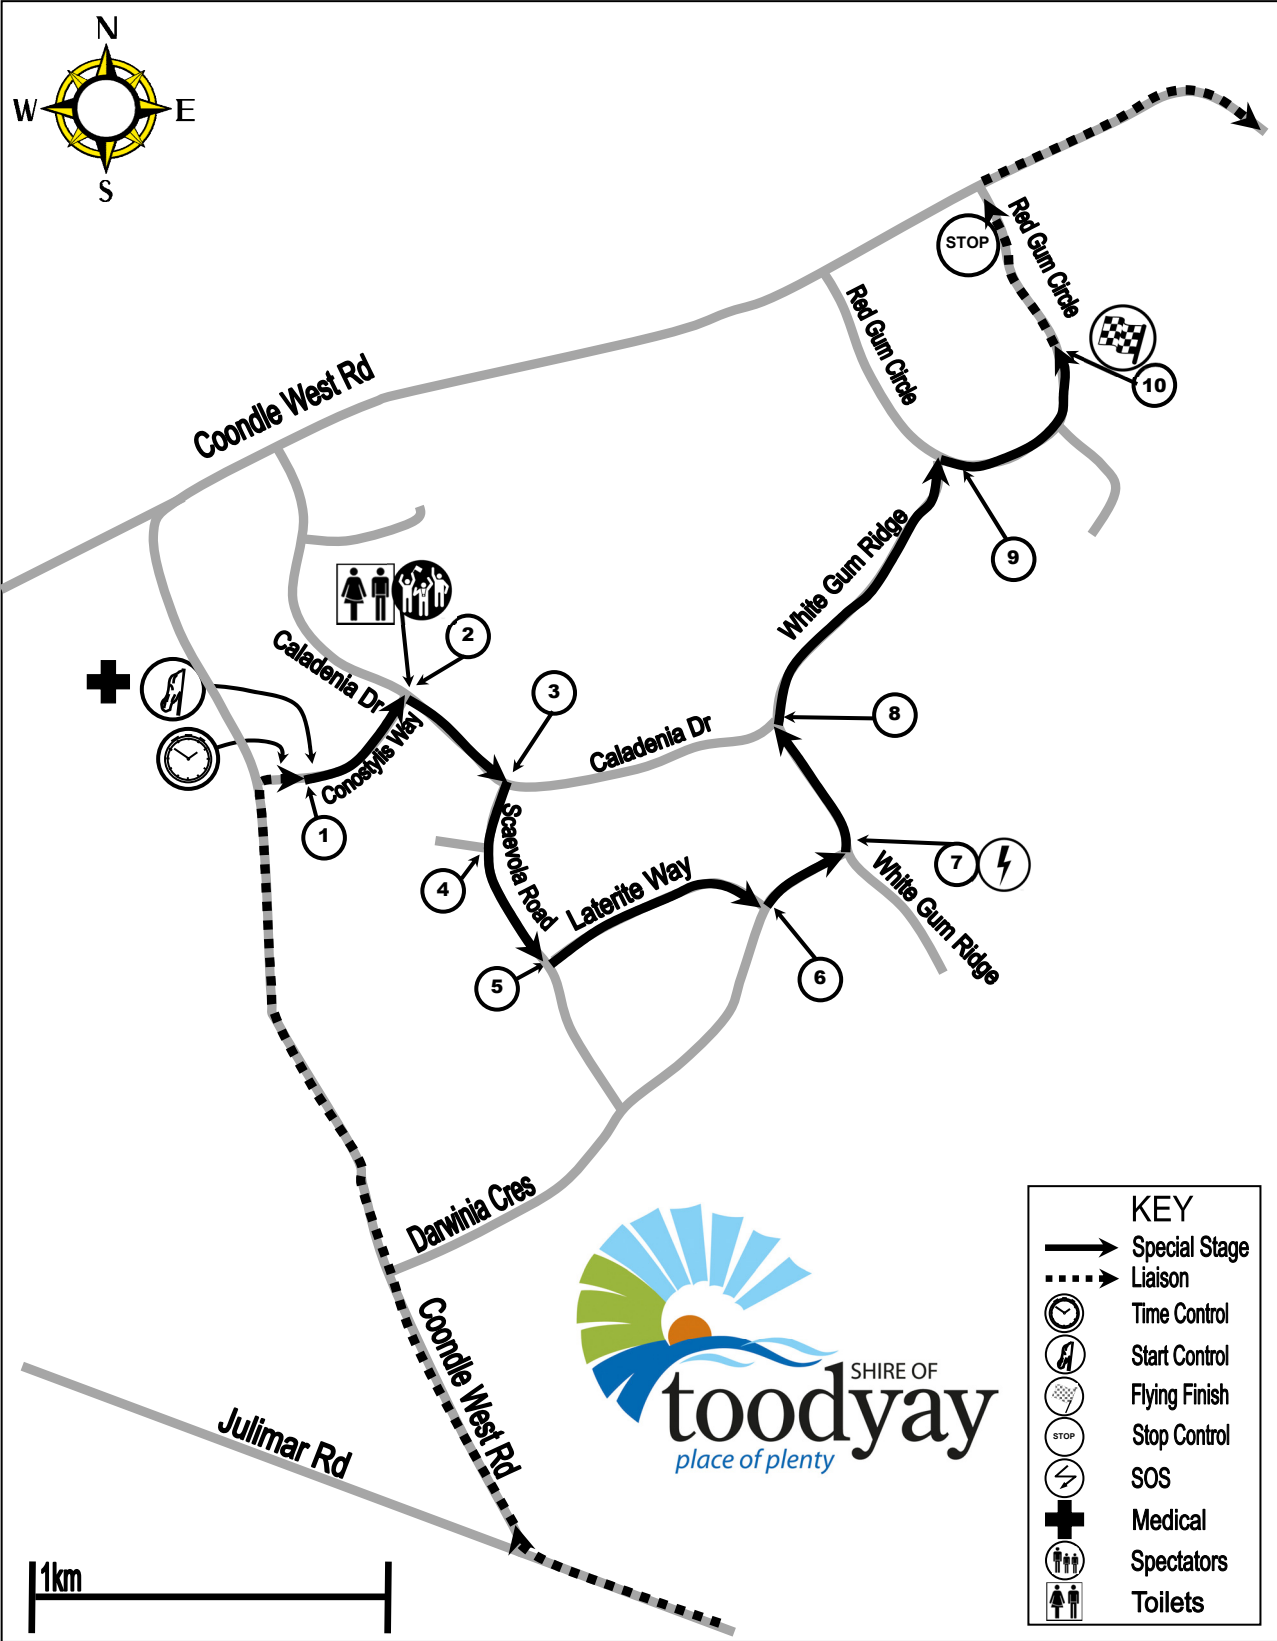 N
W
E
S
Red Gum Circle
STOP
Red Gum Circle
10
Coondle West Rd
9
White Gum Ridge
2
Caladenia Dr
3
8
Caladenia Dr
Conostylis Way
1
Scaevola Road
7
4
Laterite Way
White Gum Ridge
5
6
Darwinia Cres
Coondle West Rd
Julimar Rd
1km
SHIRE OF
toodyay
place of plenty
KEY
Special Stage
Liaison
Time Control
Start Control
Flying Finish
STOP
Stop Control
SOS
Medical
Spectators
Toilets